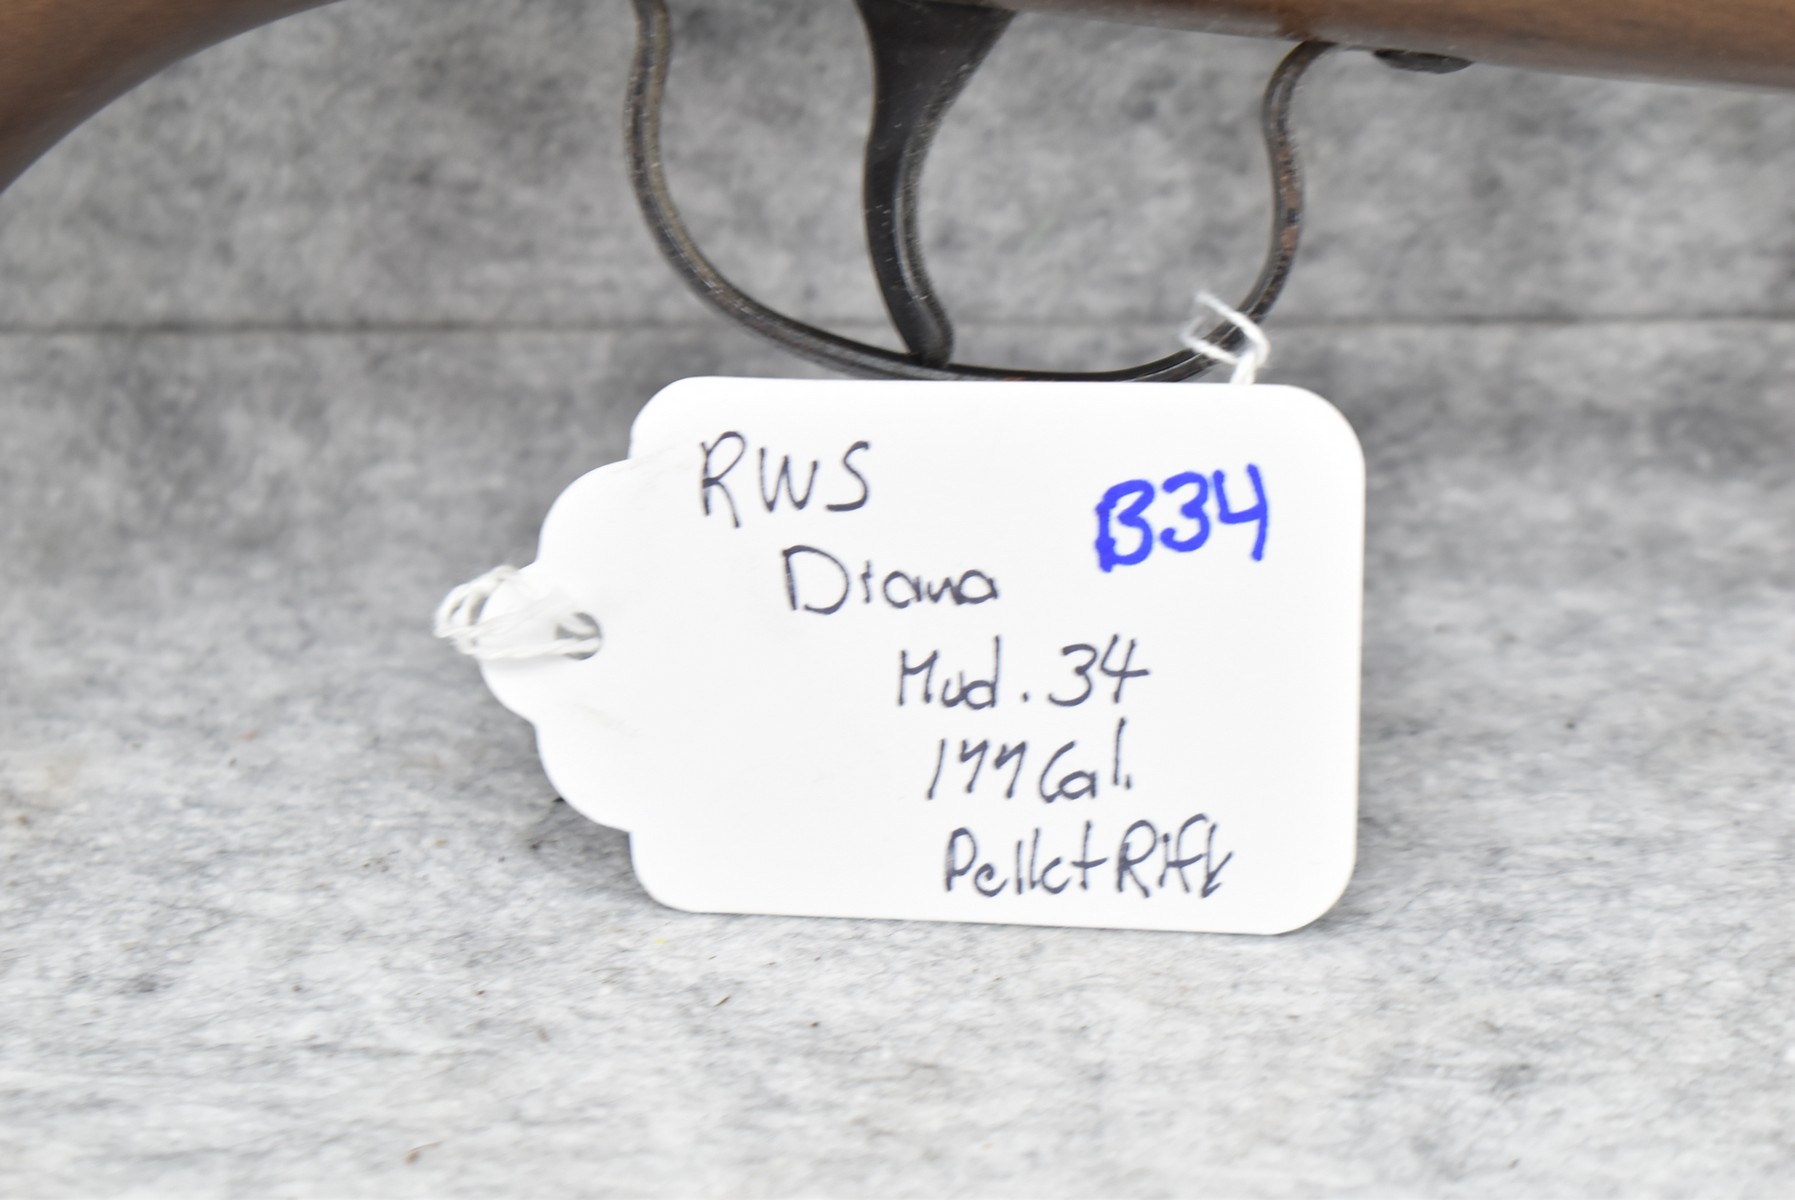 RWS
B34
Diana
Mod. 34
177 Cal.
Pellet Rifle